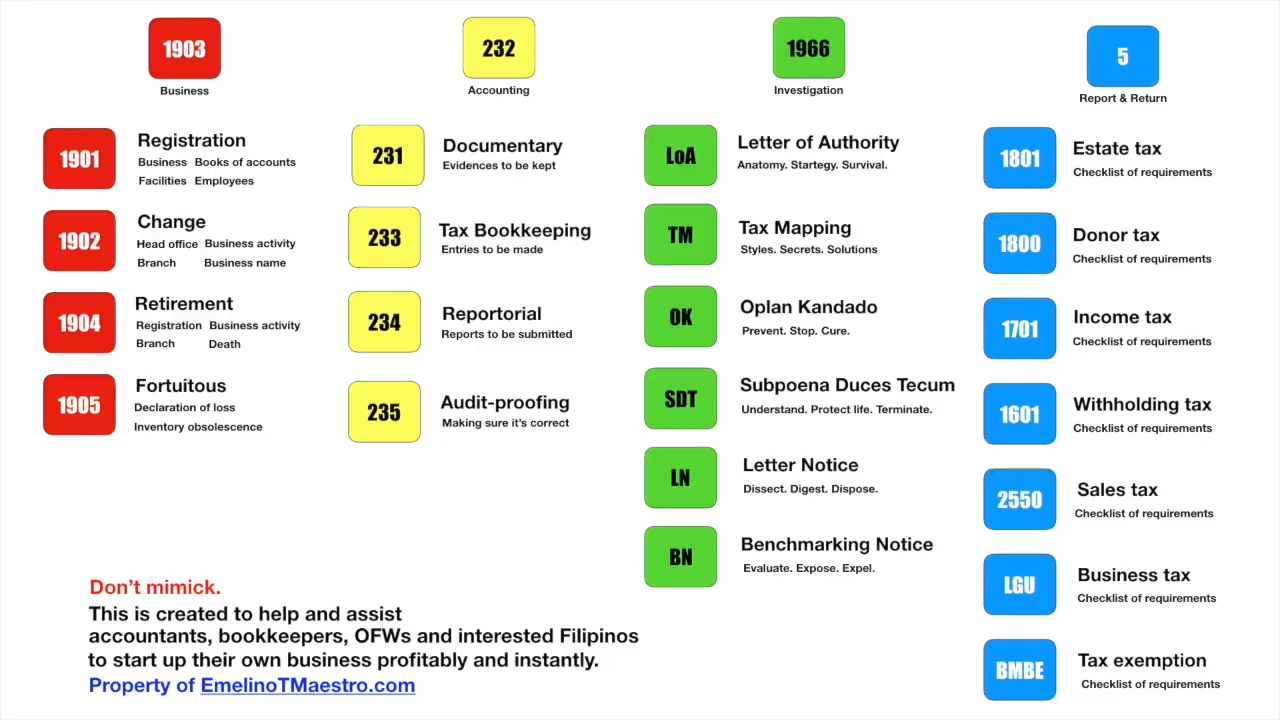 1903
Business
1901
Registration
Business Books of accounts
Facilities Employees
1902
Change
Head office Business activity
Branch Business name
1904
Retirement
Registration Business activity
Branch Death
1905
Fortuitous
Declaration of loss
Inventory obsolescence
232
Accounting
231
Documentary
Evidences to be kept
233
Tax Bookkeeping
Entries to be made
234
Reportorial
Reports to be submitted
235
Audit-proofing
Making sure it's correct
1966
Investigation
LoA
Letter of Authority
Anatomy. Startegy. Survival.
TM
Tax Mapping
Styles. Secrets. Solutions
OK
Oplan Kandado
Prevent. Stop. Cure.
SDT
Subpoena Duces Tecum
Understand. Protect life. Terminate.
LN
Letter Notice
Dissect. Digest. Dispose.
BN
Benchmarking Notice
Evaluate. Expose. Expel.
5
Report & Return
1801
Estate tax
Checklist of requirements
1800
Donor tax
Checklist of requirements
1701
Income tax
Checklist of requirements
1601
Withholding tax
Checklist of requirements
2550
Sales tax
Checklist of requirements
LGU
Business tax
Checklist of requirements
BMBE
Tax exemption
Checklist of requirements
Don't mimick.
This is created to help and assist
accountants, bookkeepers, OFWs and interested Filipinos
to start up their own business profitably and instantly.
Property of EmelinoTMaestro.com